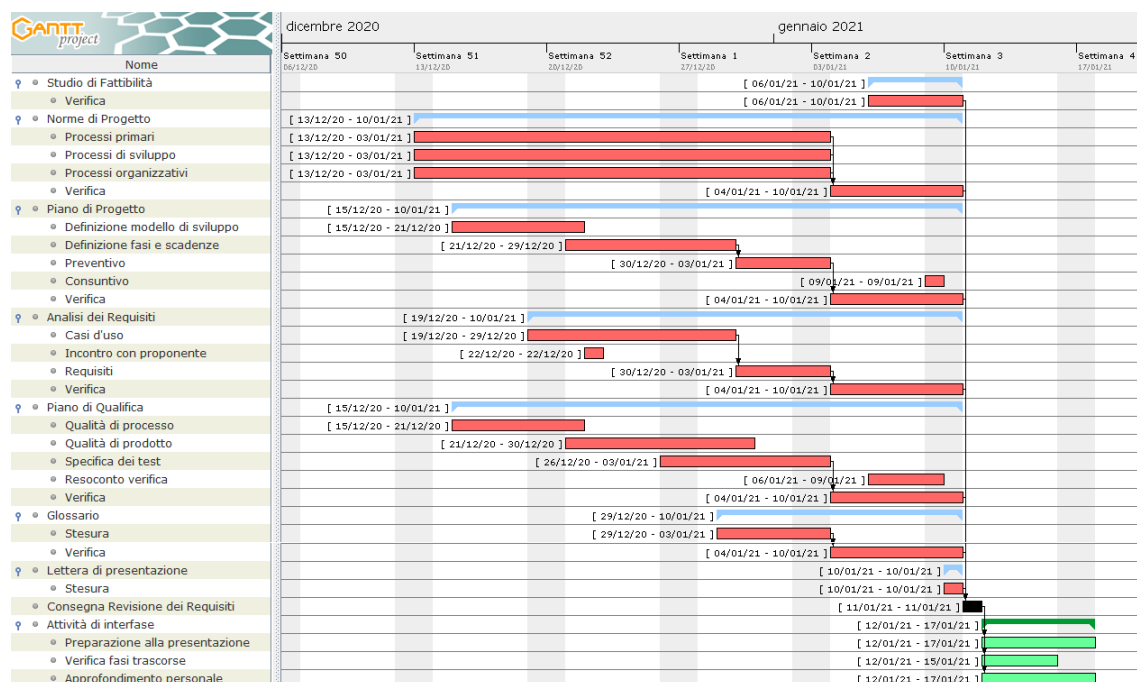 GANTT project
dicembre 2020 gennaio 2021
Settimana 50 Settimana 51 Settimana 52 Settimana 1 Settimana 2 Settimana 3 Settimana 4
06/12/20 13/12/20 20/12/20 27/12/20 03/01/21 10/01/21 17/01/21
Nome
Studio di Fattibilità [ 06/01/21 - 10/01/21 ]
Verifica [ 06/01/21 - 10/01/21 ]
Norme di Progetto [ 13/12/20 - 10/01/21 ]
Processi primari [ 13/12/20 - 03/01/21 ]
Processi di sviluppo [ 13/12/20 - 03/01/21 ]
Processi organizzativi [ 13/12/20 - 03/01/21 ]
Verifica [ 04/01/21 - 10/01/21 ]
Piano di Progetto [ 15/12/20 - 10/01/21 ]
Definizione modello di sviluppo [ 15/12/20 - 21/12/20 ]
Definizione fasi e scadenze [ 21/12/20 - 29/12/20 ]
Preventivo [ 30/12/20 - 03/01/21 ]
Consuntivo [ 09/01/21 - 09/01/21 ]
Verifica [ 04/01/21 - 10/01/21 ]
Analisi dei Requisiti [ 19/12/20 - 10/01/21 ]
Casi d'uso [ 19/12/20 - 29/12/20 ]
Incontro con proponente [ 22/12/20 - 22/12/20 ]
Requisiti [ 30/12/20 - 03/01/21 ]
Verifica [ 04/01/21 - 10/01/21 ]
Piano di Qualifica [ 15/12/20 - 10/01/21 ]
Qualità di processo [ 15/12/20 - 21/12/20 ]
Qualità di prodotto [ 21/12/20 - 30/12/20 ]
Specifica dei test [ 26/12/20 - 03/01/21 ]
Resoconto verifica [ 06/01/21 - 09/01/21 ]
Verifica [ 04/01/21 - 10/01/21 ]
Glossario [ 29/12/20 - 10/01/21 ]
Stesura [ 29/12/20 - 03/01/21 ]
Verifica [ 04/01/21 - 10/01/21 ]
Lettera di presentazione [ 10/01/21 - 10/01/21 ]
Stesura [ 10/01/21 - 10/01/21 ]
Consegna Revisione dei Requisiti [ 11/01/21 - 11/01/21 ]
Attività di interfase [ 12/01/21 - 17/01/21 ]
Preparazione alla presentazione [ 12/01/21 - 17/01/21 ]
Verifica fasi trascorse [ 12/01/21 - 15/01/21 ]
Approfondimento personale [ 12/01/21 - 17/01/21 ]